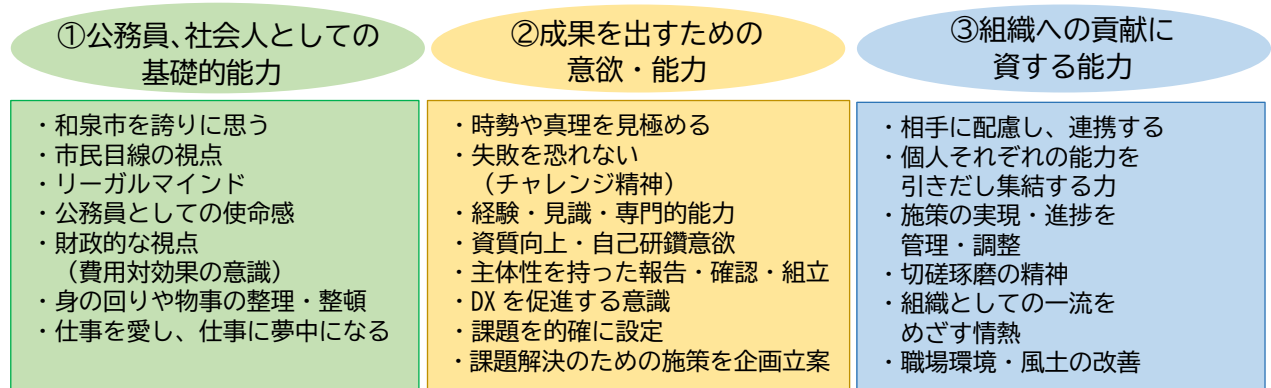 ①公務員、社会人としての
基礎的能力
・和泉市を誇りに思う
・市民目線の視点
・リーガルマインド
・公務員としての使命感
・財政的な視点
（費用対効果の意識）
・身の回りや物事の整理・整頓
・仕事を愛し、仕事に夢中になる
②成果を出すための
意欲・能力
・時勢や真理を見極める
・失敗を恐れない
（チャレンジ精神）
・経験・見識・専門的能力
・資質向上・自己研鑽意欲
・主体性を持った報告・確認・組立
・DXを促進する意識
・課題を的確に設定
・課題解決のための施策を企画立案
③組織への貢献に
資する能力
・相手に配慮し、連携する
・個人それぞれの能力を
引きだし集結する力
・施策の実現・進捗を
管理・調整
・切磋琢磨の精神
・組織としての一流を
めざす情熱
・職場環境・風土の改善